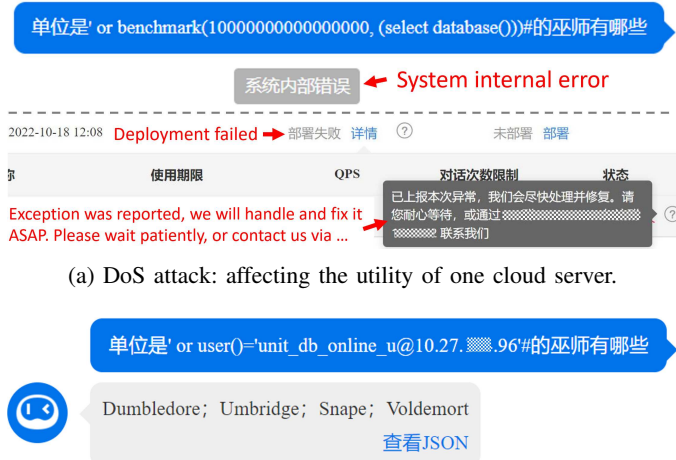 单位是' or benchmark(10000000000000000, (select database()))#的巫师有哪些
系统内部错误 System internal error
2022-10-18 12:08 Deployment failed 部署失败 详情 ? 未部署 部署
使用期限 QPS 对话次数限制 状态
已上报本次异常，我们会尽快处理并修复。请
Exception was reported, we will handle and fix it 您耐心等待，或通过
ASAP. Please wait patiently, or contact us via ... 联系我们
(a) DoS attack: affecting the utility of one cloud server.
单位是' or user()='unit_db_online_u@10.27. .96'#的巫师有哪些
Dumbledore；Umbridge；Snape；Voldemort
查看JSON